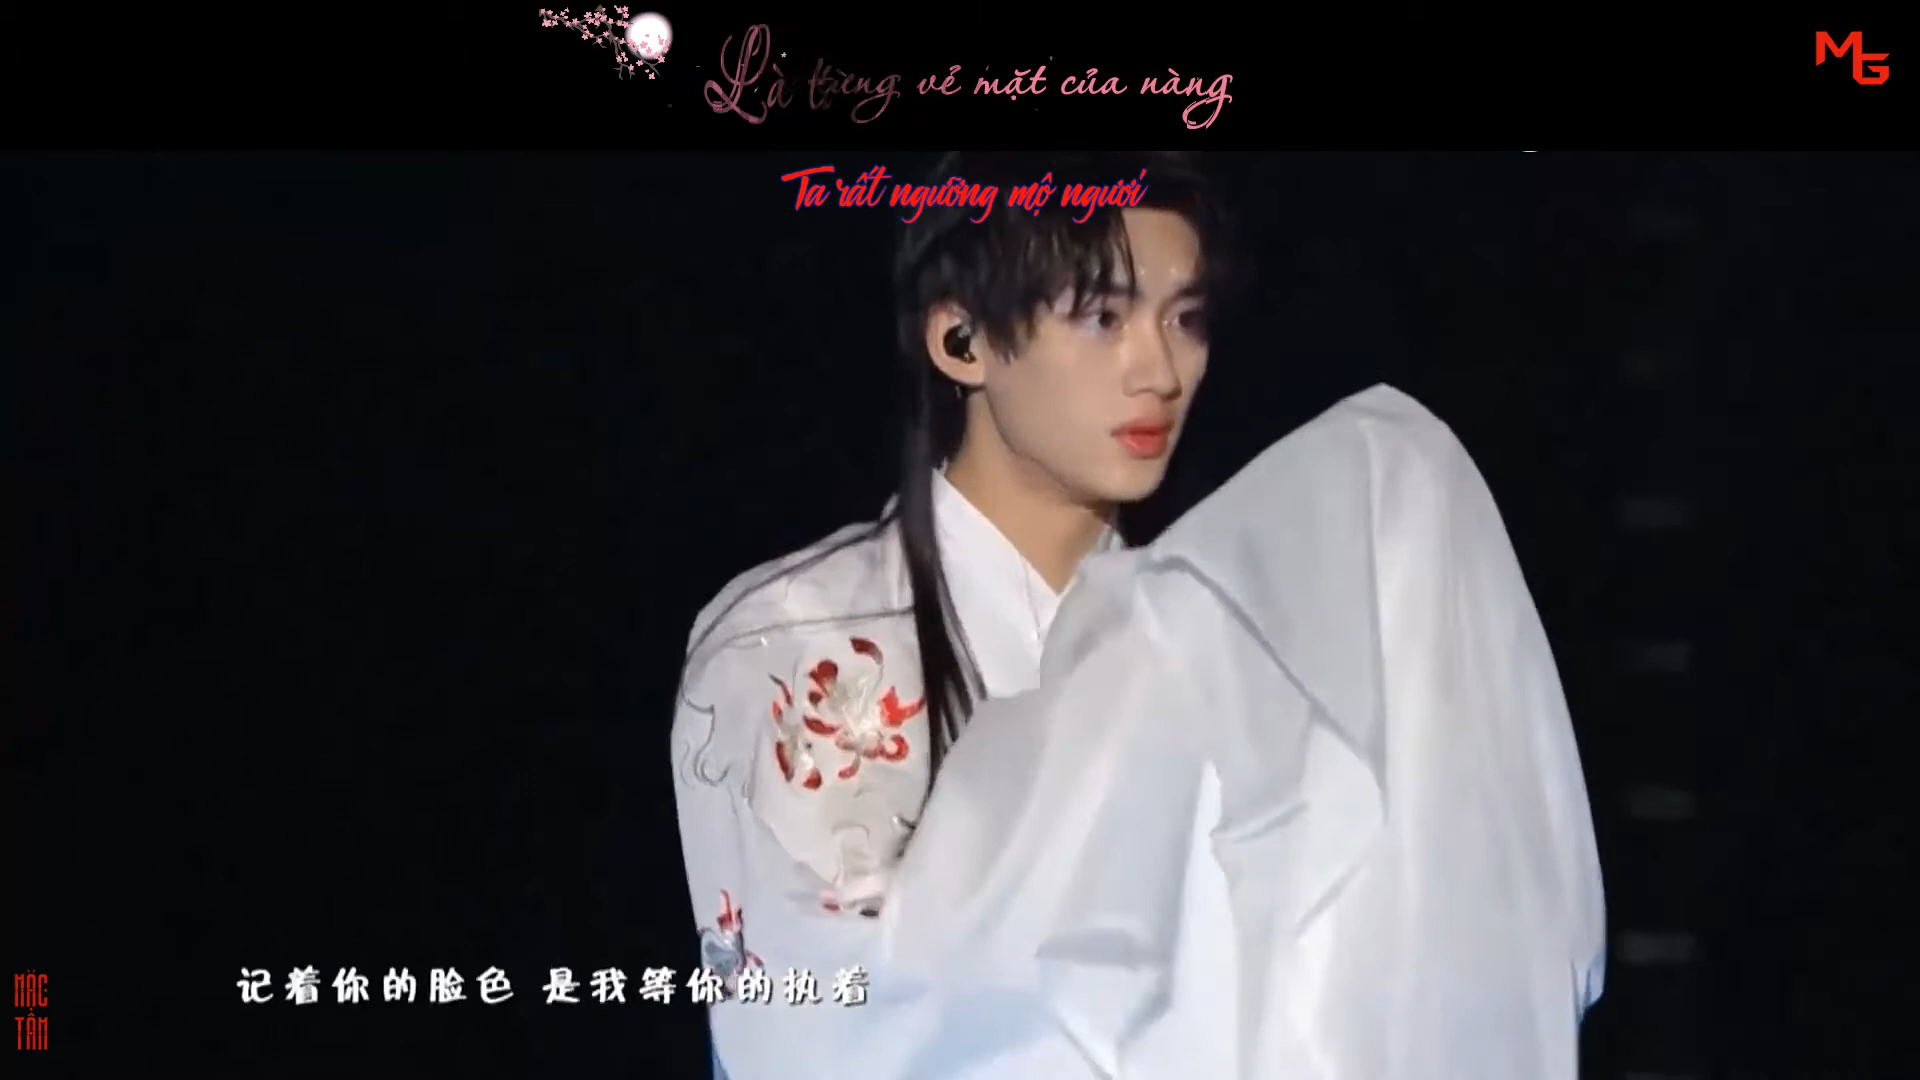 Là từng vẻ mặt của nàng
MG
Ta rất ngưỡng mộ ngươi
记着你的脸色 是我等你的执着
MẶC
TÂM